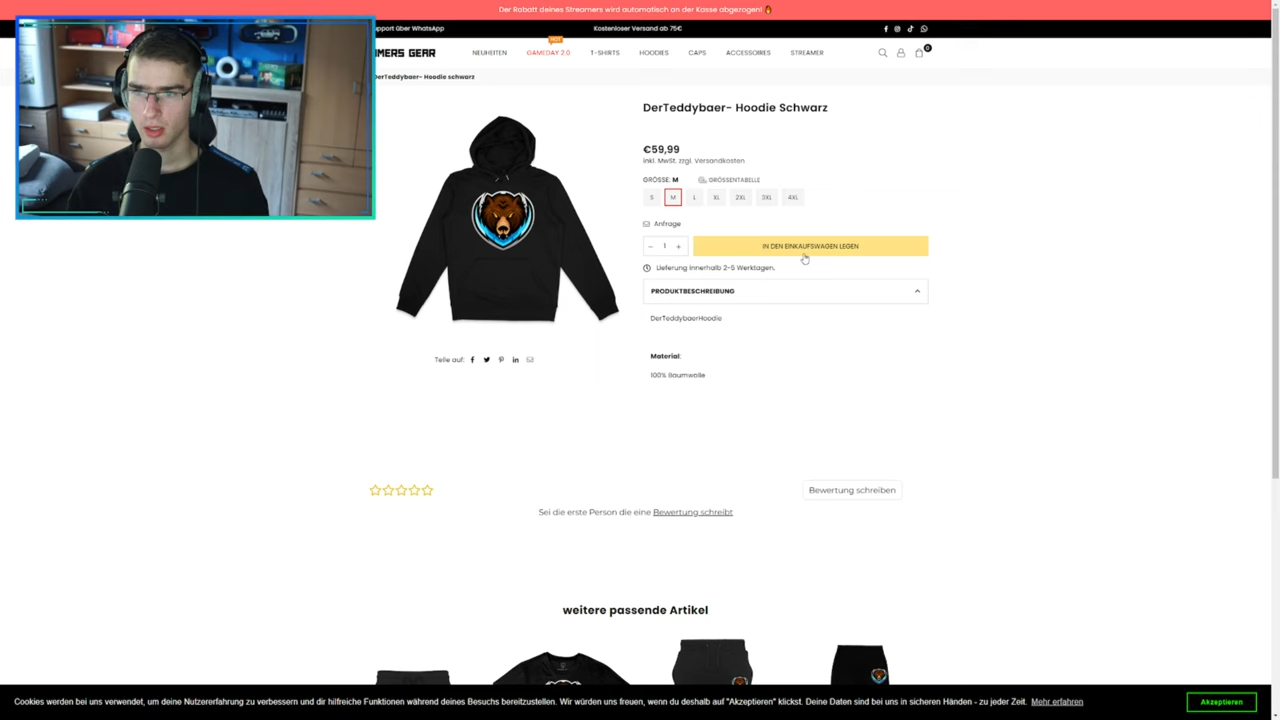 Der Rabatt deines Streamers wird automatisch an der Kasse abgezogen! 🔥
upport über WhatsApp
Kostenloser Versand ab 75€
MERS GEAR
NEUHEITEN
HOT
GAMEDAY 2.0
T-SHIRTS
HOODIES
CAPS
ACCESSOIRES
STREAMER
0
DerTeddybaer- Hoodie schwarz
DerTeddybaer- Hoodie Schwarz
€59,99
inkl. MwSt. zzgl. Versandkosten
GRÖSSE: M
GRÖSSENTABELLE
S M L XL 2XL 3XL 4XL
Anfrage
− 1 +
IN DEN EINKAUFSWAGEN LEGEN
Lieferung innerhalb 2-5 Werktagen.
PRODUKTBESCHREIBUNG
DerTeddybaerHoodie
Material:
100% Baumwolle
Teile auf:
Bewertung schreiben
Sei die erste Person die eine Bewertung schreibt
weitere passende Artikel
Cookies werden bei uns verwendet, um deine Nutzererfahrung zu verbessern und dir hilfreiche Funktionen während deines Besuchs bereitzustellen. Wir würden uns freuen, wenn du deshalb auf "Akzeptieren" klickst. Deine Daten sind bei uns in sicheren Händen - zu jeder Zeit. Mehr erfahren
Akzeptieren